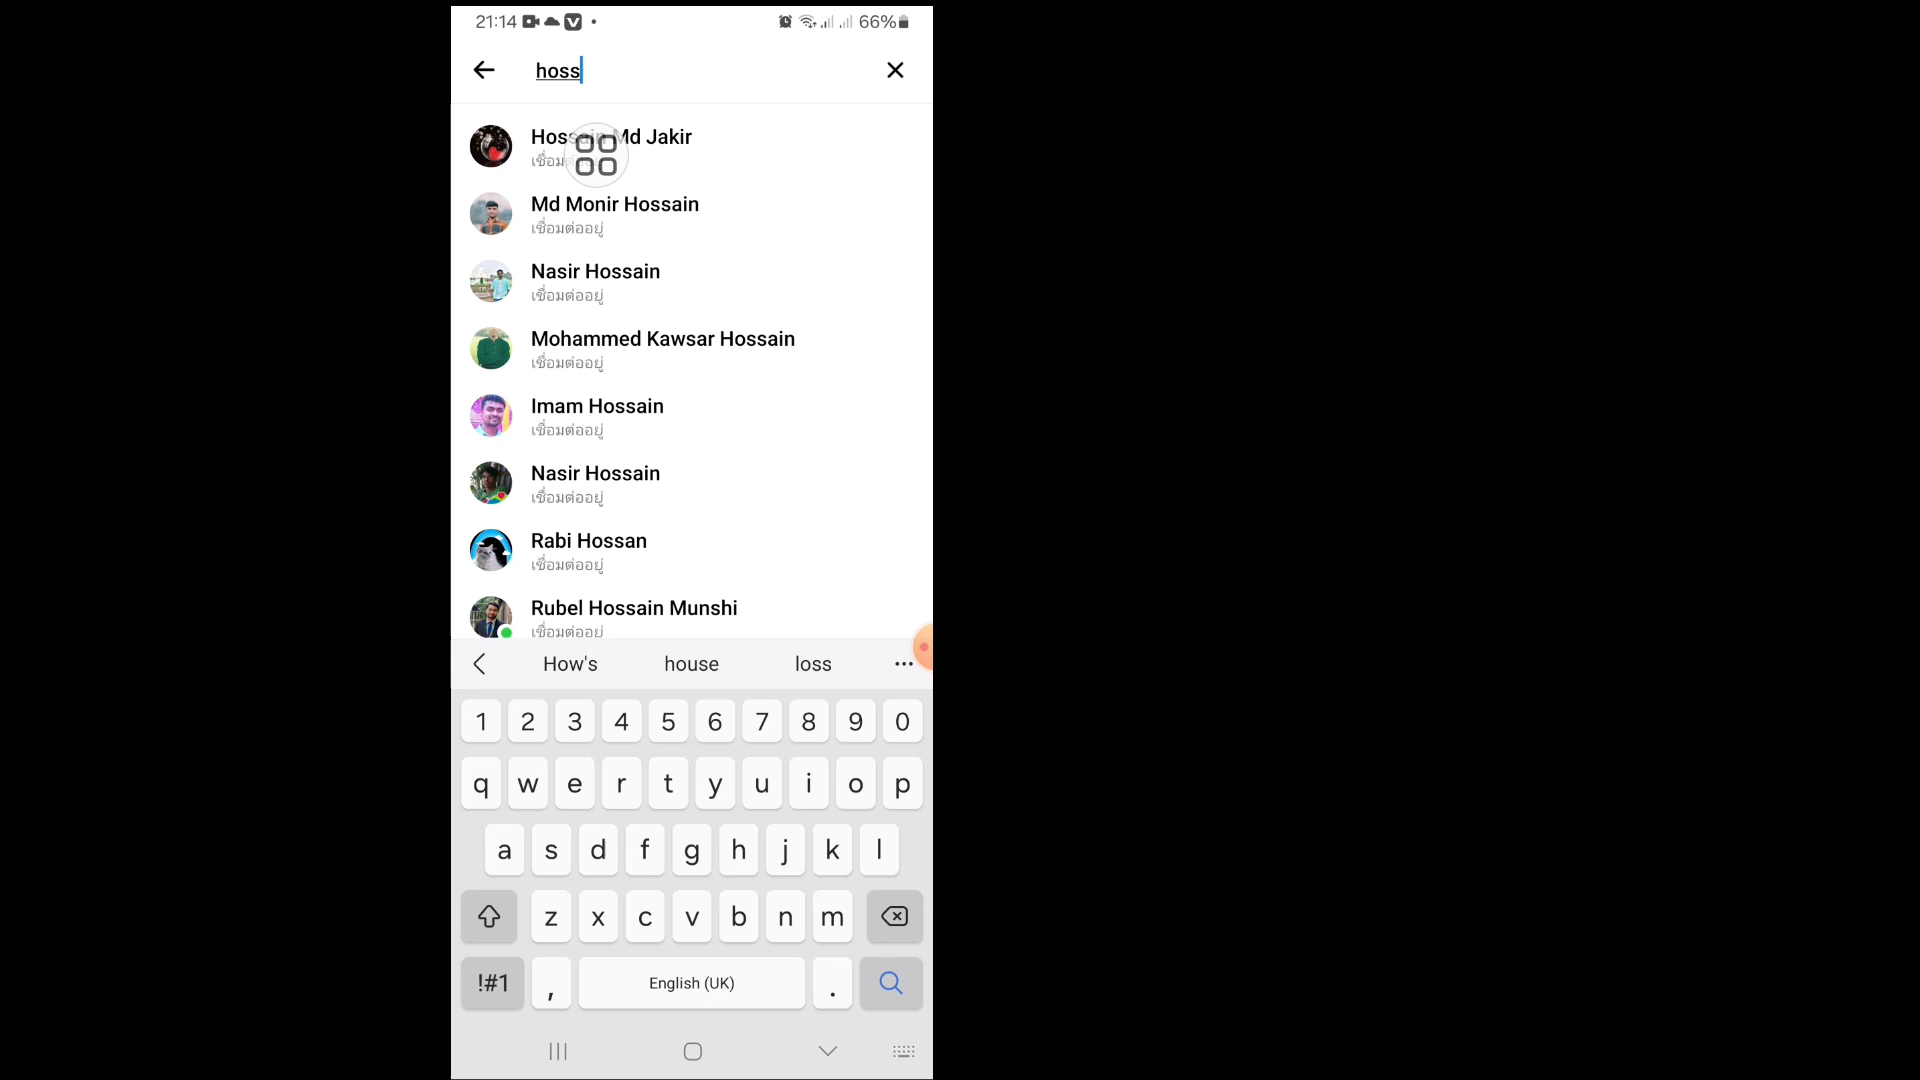 21:14
66%
hoss
Hossain Md Jakir
เชื่อม
Md Monir Hossain
เชื่อมต่ออยู่
Nasir Hossain
เชื่อมต่ออยู่
Mohammed Kawsar Hossain
เชื่อมต่ออยู่
Imam Hossain
เชื่อมต่ออยู่
Nasir Hossain
เชื่อมต่ออยู่
Rabi Hossan
เชื่อมต่ออยู่
Rubel Hossain Munshi
เชื่อมต่ออยู่
How's house loss
1 2 3 4 5 6 7 8 9 0
q w e r t y u i o p
a s d f g h j k l
z x c v b n m
!#1 , English (UK) .